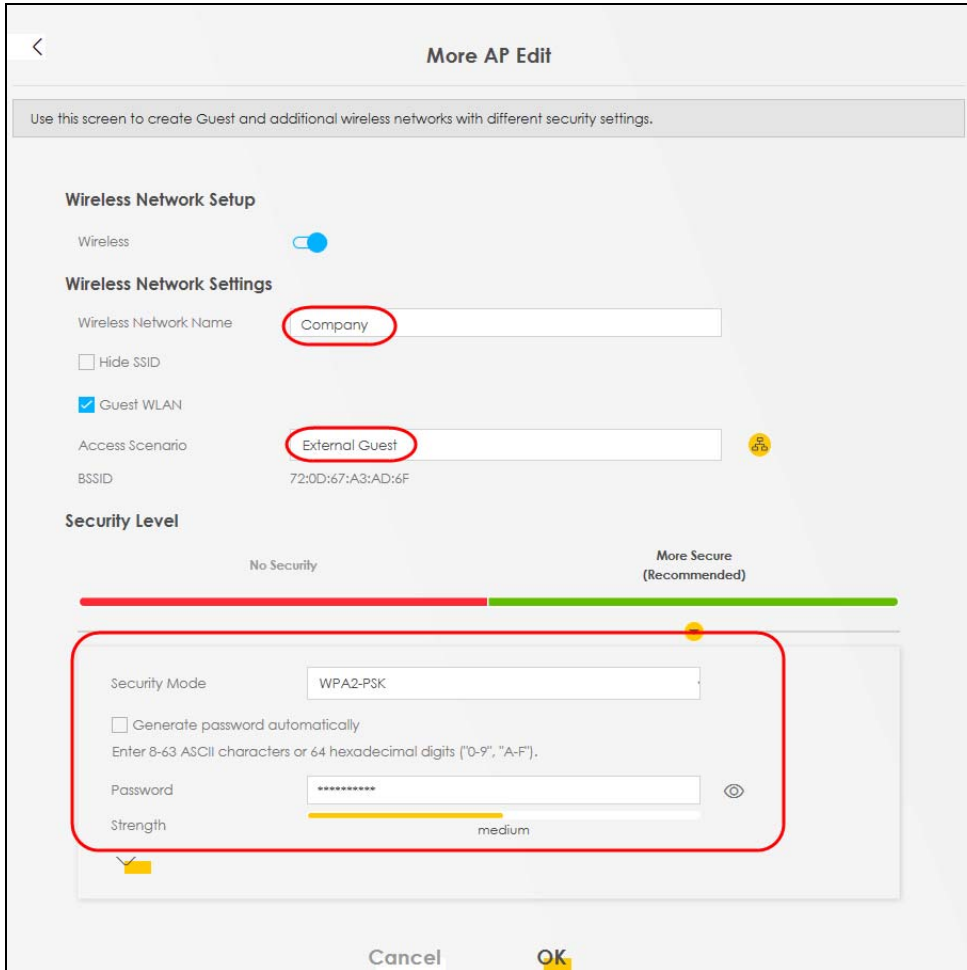 More AP Edit
Use this screen to create Guest and additional wireless networks with different security settings.
Wireless Network Setup
Wireless
Wireless Network Settings
Wireless Network Name Company
Hide SSID
Guest WLAN
Access Scenario External Guest
BSSID 72:0D:67:A3:AD:6F
Security Level
No Security
More Secure
(Recommended)
Security Mode WPA2-PSK
Generate password automatically
Enter 8-63 ASCII characters or 64 hexadecimal digits ("0-9", "A-F").
Password **********
Strength
medium
Cancel OK